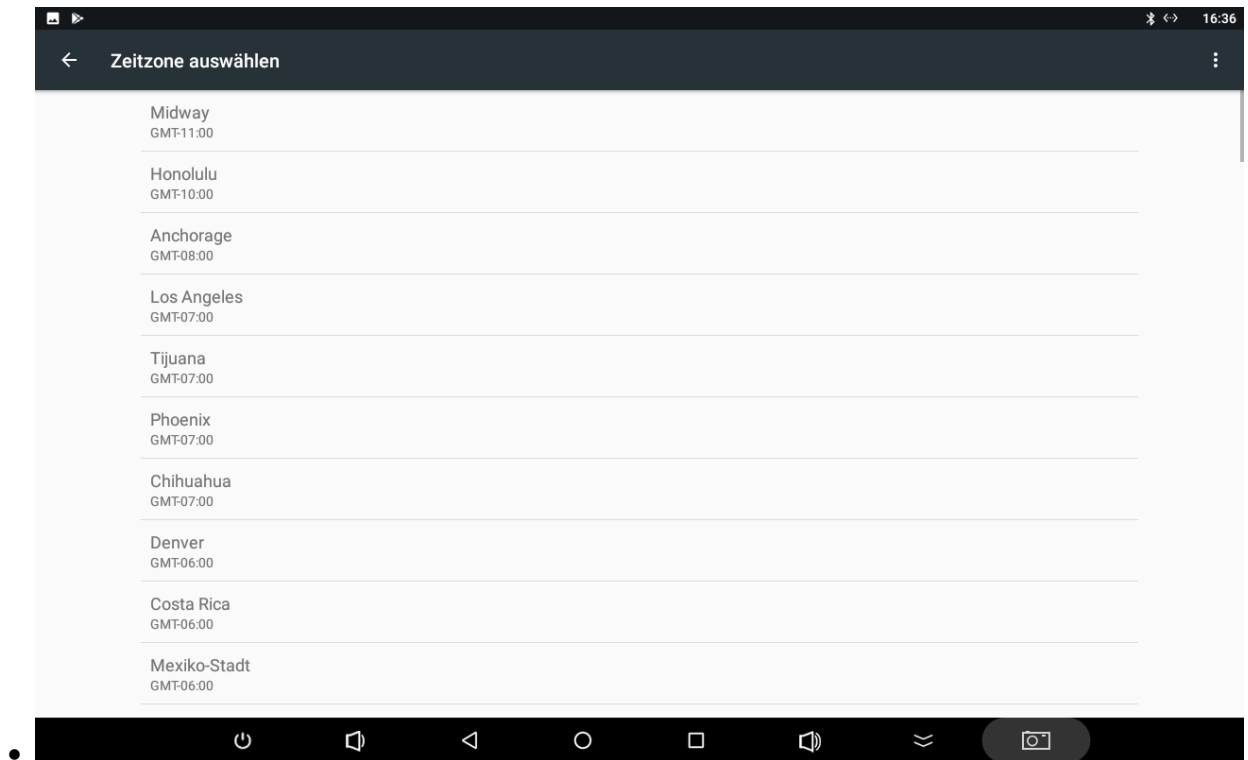 16:36
Zeitzone auswählen
Midway
GMT-11:00
Honolulu
GMT-10:00
Anchorage
GMT-08:00
Los Angeles
GMT-07:00
Tijuana
GMT-07:00
Phoenix
GMT-07:00
Chihuahua
GMT-07:00
Denver
GMT-06:00
Costa Rica
GMT-06:00
Mexiko-Stadt
GMT-06:00